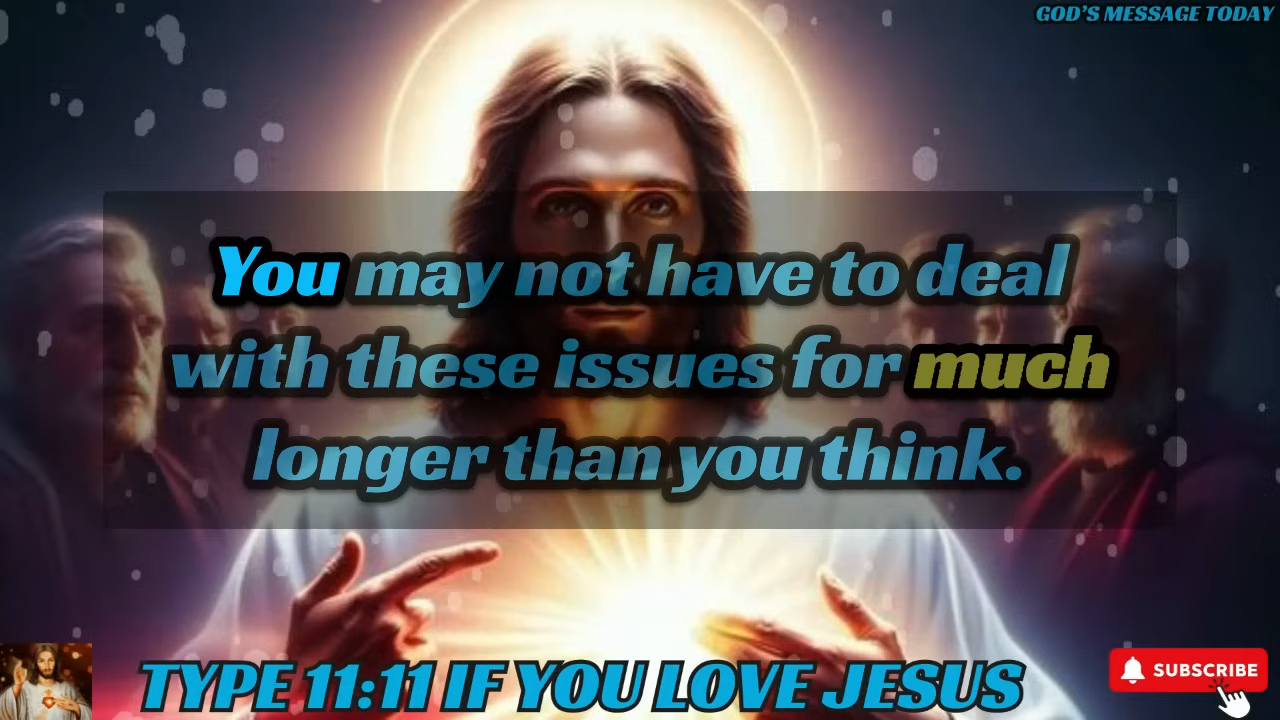 GOD'S MESSAGE TODAY
You may not have to deal
with these issues for much
longer than you think.
TYPE 11:11 IF YOU LOVE JESUS
SUBSCRIBE